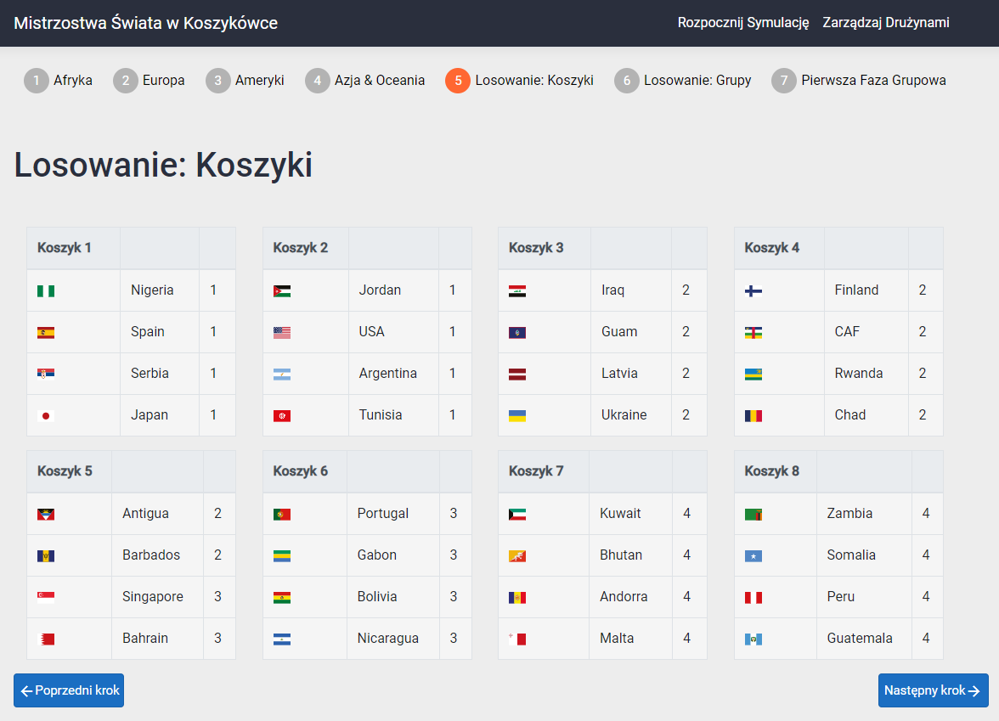 Mistrzostwa Świata w Koszykówce
Rozpocznij Symulację Zarządzaj Drużynami
1 Afryka 2 Europa 3 Ameryki 4 Azja & Oceania 5 Losowanie: Koszyki 6 Losowanie: Grupy 7 Pierwsza Faza Grupowa
Losowanie: Koszyki
Koszyk 1
Nigeria 1
Spain 1
Serbia 1
Japan 1
Koszyk 2
Jordan 1
USA 1
Argentina 1
Tunisia 1
Koszyk 3
Iraq 2
Guam 2
Latvia 2
Ukraine 2
Koszyk 4
Finland 2
CAF 2
Rwanda 2
Chad 2
Koszyk 5
Antigua 2
Barbados 2
Singapore 3
Bahrain 3
Koszyk 6
Portugal 3
Gabon 3
Bolivia 3
Nicaragua 3
Koszyk 7
Kuwait 4
Bhutan 4
Andorra 4
Malta 4
Koszyk 8
Zambia 4
Somalia 4
Peru 4
Guatemala 4
Poprzedni krok
Następny krok